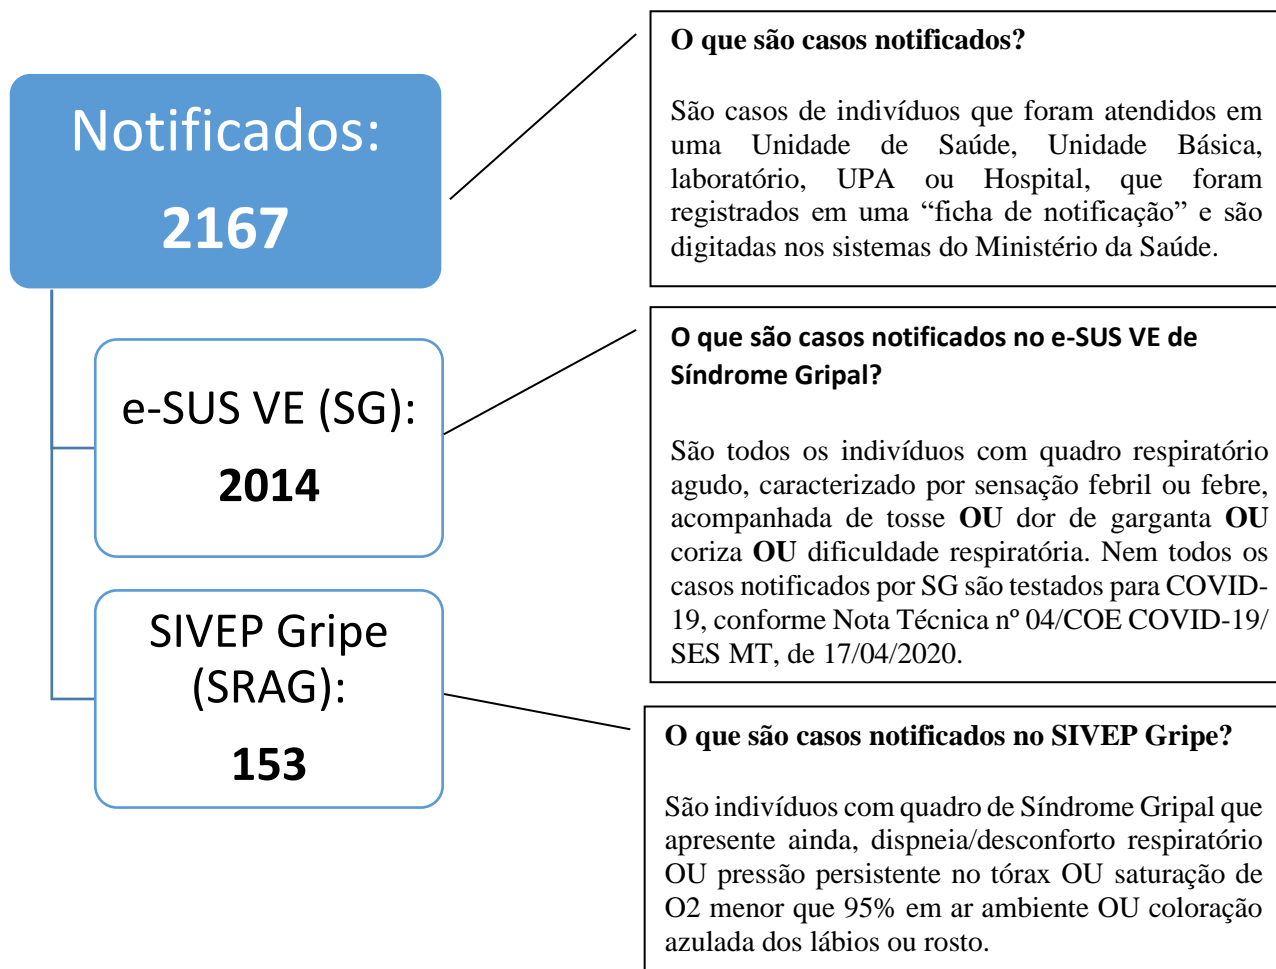 Notificados:
2167
O que são casos notificados?
São casos de indivíduos que foram atendidos em
uma Unidade de Saúde, Unidade Básica,
laboratório, UPA ou Hospital, que foram
registrados em uma “ficha de notificação” e são
digitadas nos sistemas do Ministério da Saúde.
e-SUS VE (SG):
2014
O que são casos notificados no e-SUS VE de
Síndrome Gripal?
São todos os indivíduos com quadro respiratório
agudo, caracterizado por sensação febril ou febre,
acompanhada de tosse OU dor de garganta OU
coriza OU dificuldade respiratória. Nem todos os
casos notificados por SG são testados para COVID-
19, conforme Nota Técnica nº 04/COE COVID-19/
SES MT, de 17/04/2020.
SIVEP Gripe
(SRAG):
153
O que são casos notificados no SIVEP Gripe?
São indivíduos com quadro de Síndrome Gripal que
apresente ainda, dispneia/desconforto respiratório
OU pressão persistente no tórax OU saturação de
O2 menor que 95% em ar ambiente OU coloração
azulada dos lábios ou rosto.